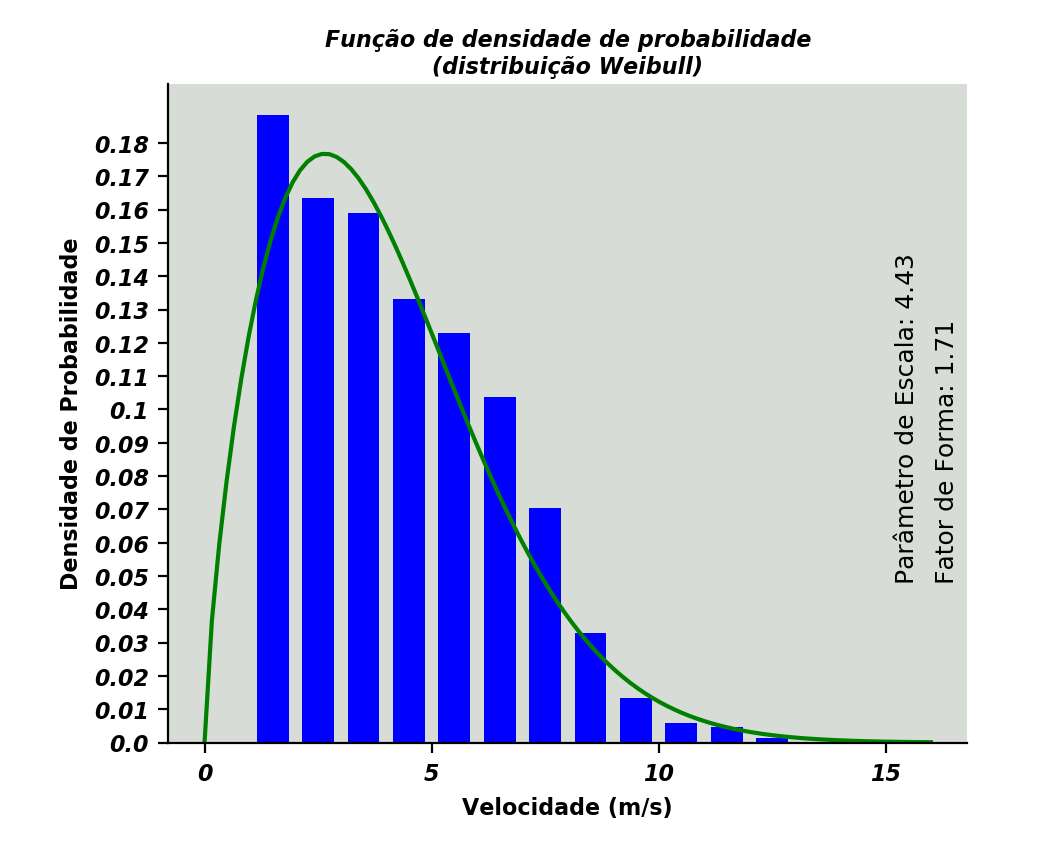 Função de densidade de probabilidade
(distribuição Weibull)
Densidade de Probabilidade
0.18
0.17
0.16
0.15
0.14
0.13
0.12
0.11
0.1
0.09
0.08
0.07
0.06
0.05
0.04
0.03
0.02
0.01
0.0
Parâmetro de Escala: 4.43
Fator de Forma: 1.71
0 5 10 15
Velocidade (m/s)